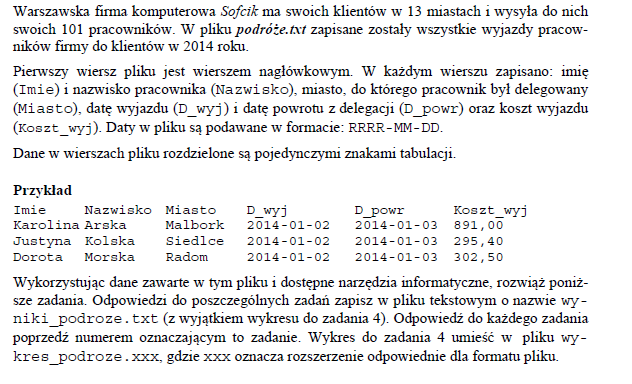 Warszawska firma komputerowa Sofcik ma swoich klientów w 13 miastach i wysyła do nich
swoich 101 pracowników. W pliku podróże.txt zapisane zostały wszystkie wyjazdy pracow-
ników firmy do klientów w 2014 roku.
Pierwszy wiersz pliku jest wierszem nagłówkowym. W każdym wierszu zapisano: imię
(Imie) i nazwisko pracownika (Nazwisko), miasto, do którego pracownik był delegowany
(Miasto), datę wyjazdu (D_wyj) i datę powrotu z delegacji (D_powr) oraz koszt wyjazdu
(Koszt_wyj). Daty w pliku są podawane w formacie: RRRR-MM-DD.
Dane w wierszach pliku rozdzielone są pojedynczymi znakami tabulacji.
Przykład
Imie Nazwisko Miasto D_wyj D_powr Koszt_wyj
Karolina Arska Malbork 2014-01-02 2014-01-03 891,00
Justyna Kolska Siedlce 2014-01-02 2014-01-03 295,40
Dorota Morska Radom 2014-01-02 2014-01-03 302,50
Wykorzystując dane zawarte w tym pliku i dostępne narzędzia informatyczne, rozwiąż poniż-
sze zadania. Odpowiedzi do poszczególnych zadań zapisz w pliku tekstowym o nazwie wy-
niki_podroze.txt (z wyjątkiem wykresu do zadania 4). Odpowiedź do każdego zadania
poprzedź numerem oznaczającym to zadanie. Wykres do zadania 4 umieść w pliku wy-
kres_podroze.xxx, gdzie xxx oznacza rozszerzenie odpowiednie dla formatu pliku.